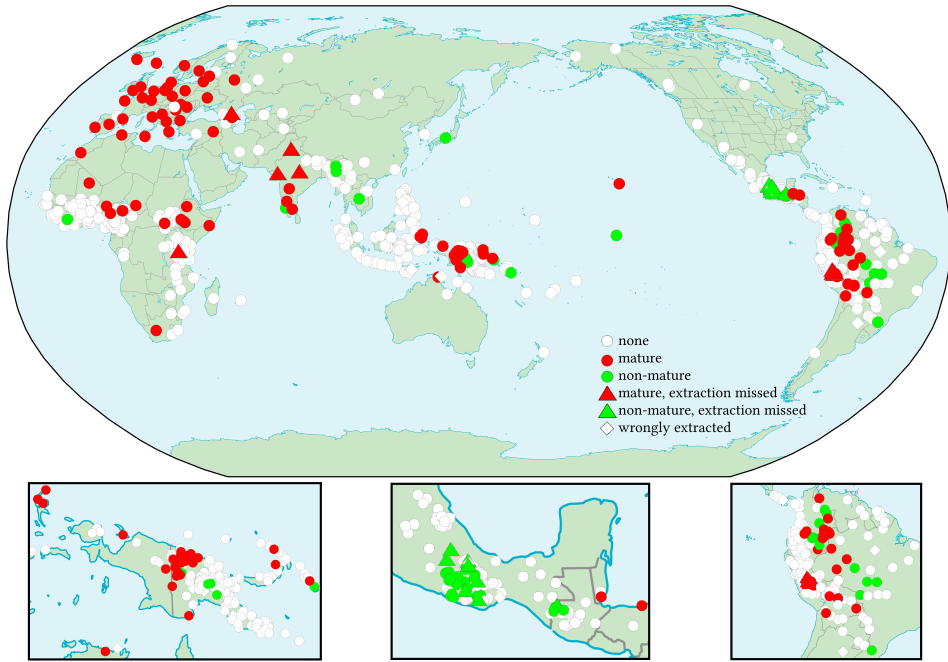 none
mature
non-mature
mature, extraction missed
non-mature, extraction missed
wrongly extracted